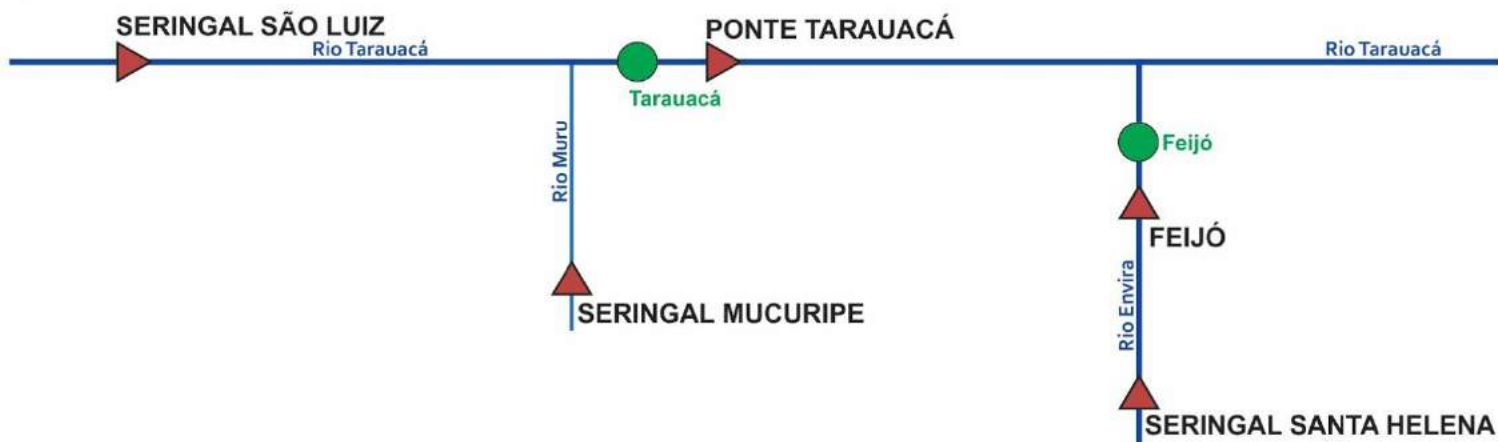 SERINGAL SÃO LUIZ
PONTE TARAUACÁ
Rio Tarauacá
Rio Tarauacá
Tarauacá
Feijó
Rio Muru
FEIJÓ
Rio Envira
SERINGAL MUCURIPE
SERINGAL SANTA HELENA